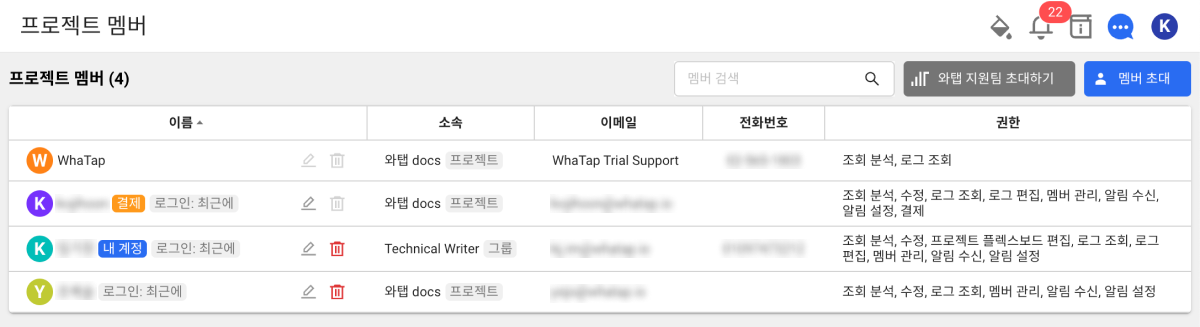 프로젝트 멤버
22
K
프로젝트 멤버 (4)
멤버 검색
와탭 지원팀 초대하기
멤버 초대
이름 소속 이메일 전화번호 권한
W WhaTap 와탭 docs 프로젝트 WhaTap Trial Support 조회 분석, 로그 조회
K 결제 로그인: 최근에 와탭 docs 프로젝트 조회 분석, 수정, 로그 조회, 로그 편집, 멤버 관리, 알림 수신,
알림 설정, 결제
K 내 계정 로그인: 최근에 Technical Writer 그룹 조회 분석, 수정, 프로젝트 플렉스보드 편집, 로그 조회, 로그
편집, 멤버 관리, 알림 수신, 알림 설정
Y 로그인: 최근에 와탭 docs 프로젝트 조회 분석, 수정, 로그 조회, 멤버 관리, 알림 수신, 알림 설정